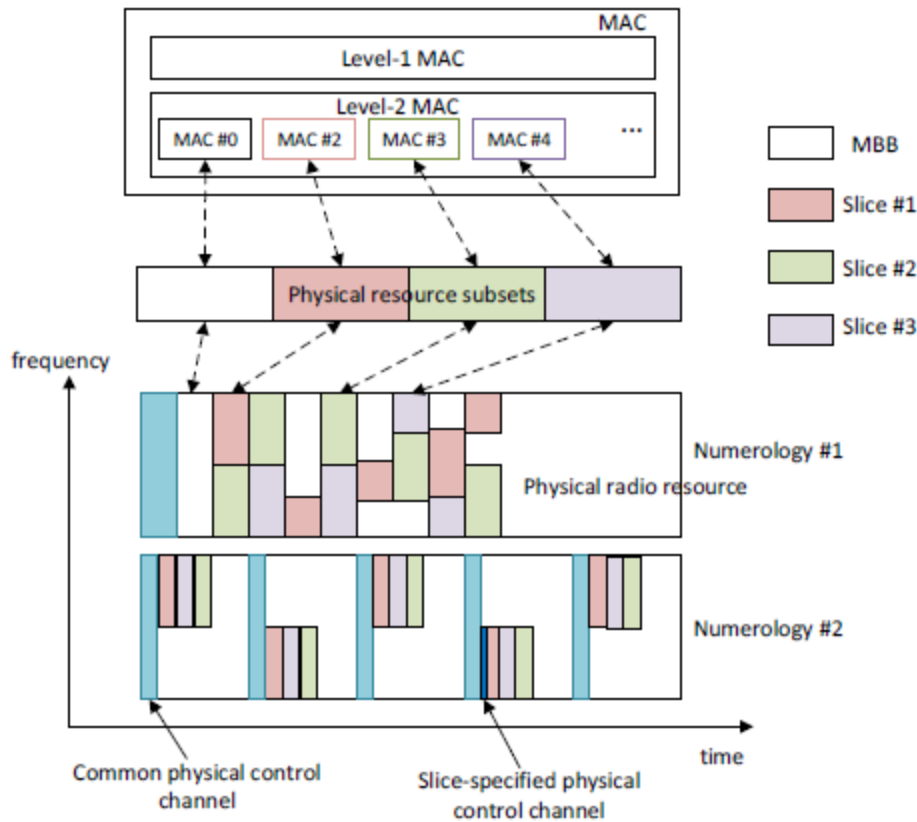 MAC
Level-1 MAC
Level-2 MAC
MAC #0
MAC #2
MAC #3
MAC #4
...
MBB
Slice #1
Slice #2
Slice #3
Physical resource subsets
frequency
Numerology #1
Physical radio resource
Numerology #2
time
Common physical control
channel
Slice-specified physical
control channel